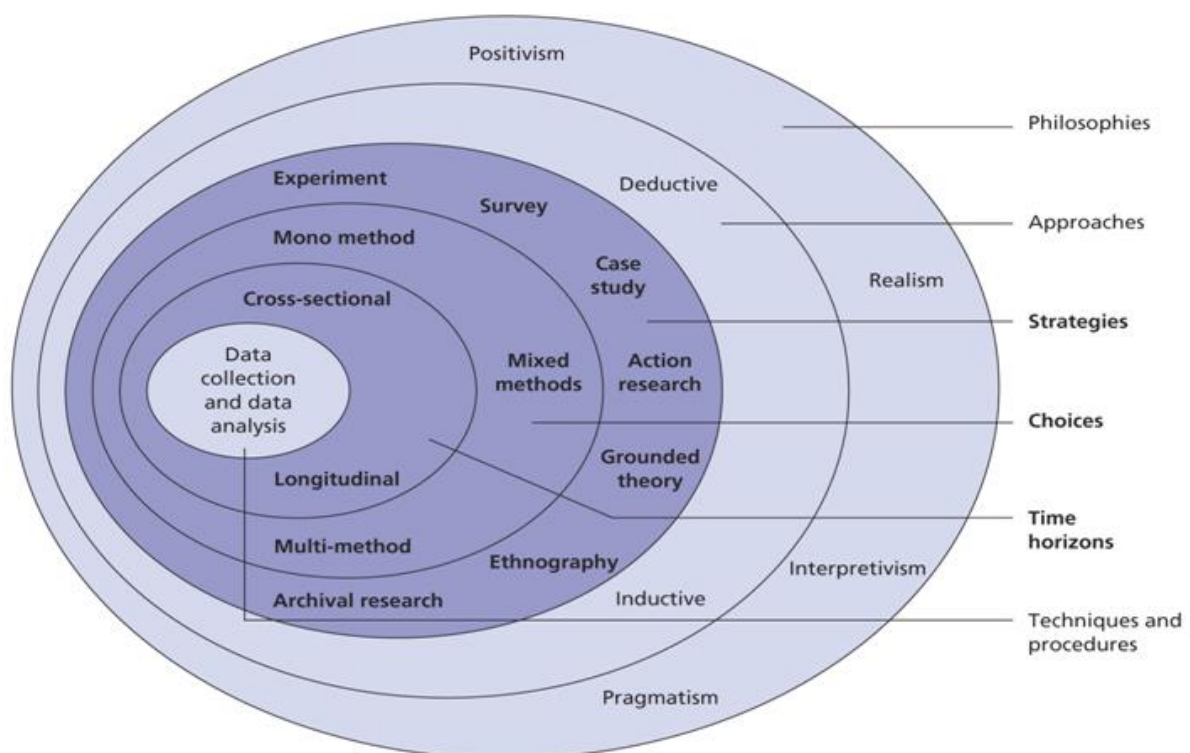 Positivism
Philosophies
Deductive
Approaches
Realism
Experiment
Survey
Mono method
Case
study
Strategies
Cross-sectional
Data
collection
and data
analysis
Mixed
methods
Action
research
Choices
Longitudinal
Grounded
theory
Time
horizons
Multi-method
Ethnography
Interpretivism
Archival research
Inductive
Techniques and
procedures
Pragmatism